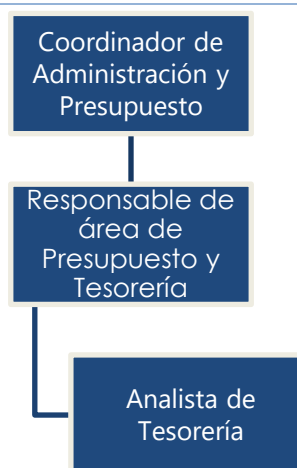 Coordinador de
Administración y
Presupuesto
Responsable de
área de
Presupuesto y
Tesorería
Analista de
Tesorería